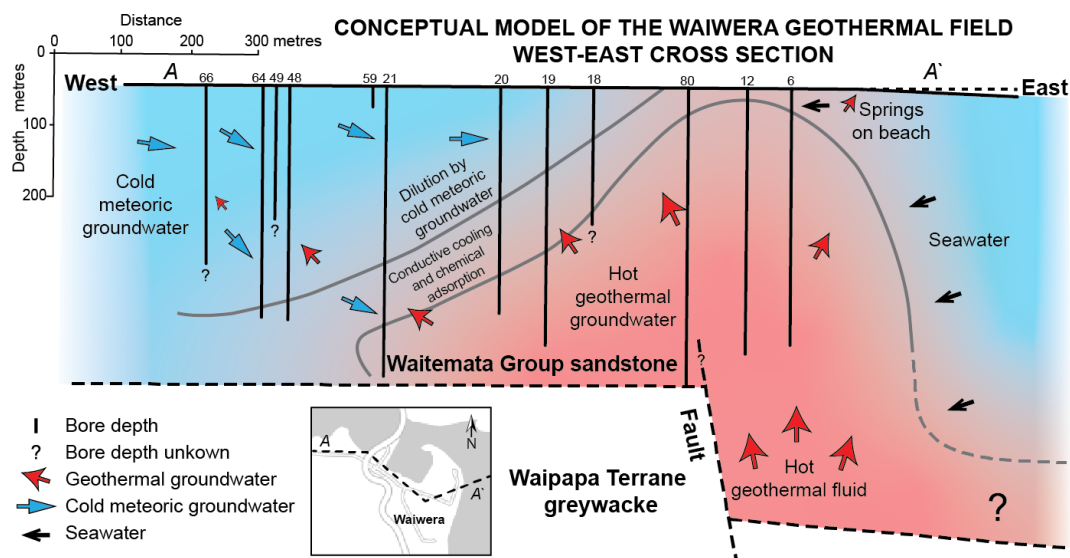 Distance
0 100 200 300 metres
CONCEPTUAL MODEL OF THE WAIWERA GEOTHERMAL FIELD
WEST-EAST CROSS SECTION
0
100
200
Depth metres
West
A
A`
East
66 64 49 48 59 21 20 19 18 80 12 6
Springs
on beach
Cold
meteoric
groundwater
Dilution by
cold meteoric
groundwater
Conductive cooling
and chemical
adsorption
?
?
?
Hot
geothermal
groundwater
Seawater
Waitemata Group sandstone
?
Fault
Hot
geothermal fluid
?
Waipapa Terrane
greywacke
Bore depth
? Bore depth unkown
Geothermal groundwater
Cold meteoric groundwater
Seawater
A
N
A`
Waiwera